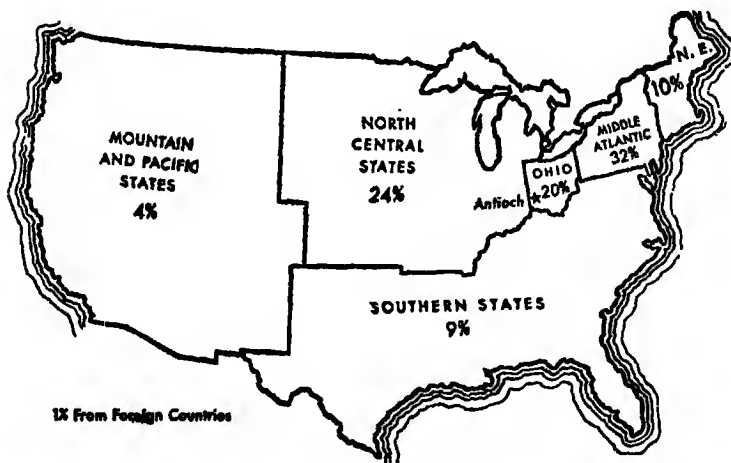 N. E.
10%
MOUNTAIN
AND PACIFIC
STATES
4%
NORTH
CENTRAL
STATES
24%
MIDDLE
ATLANTIC
32%
OHIO
Antioch ★20%
SOUTHERN STATES
9%
1% From Foreign Countries